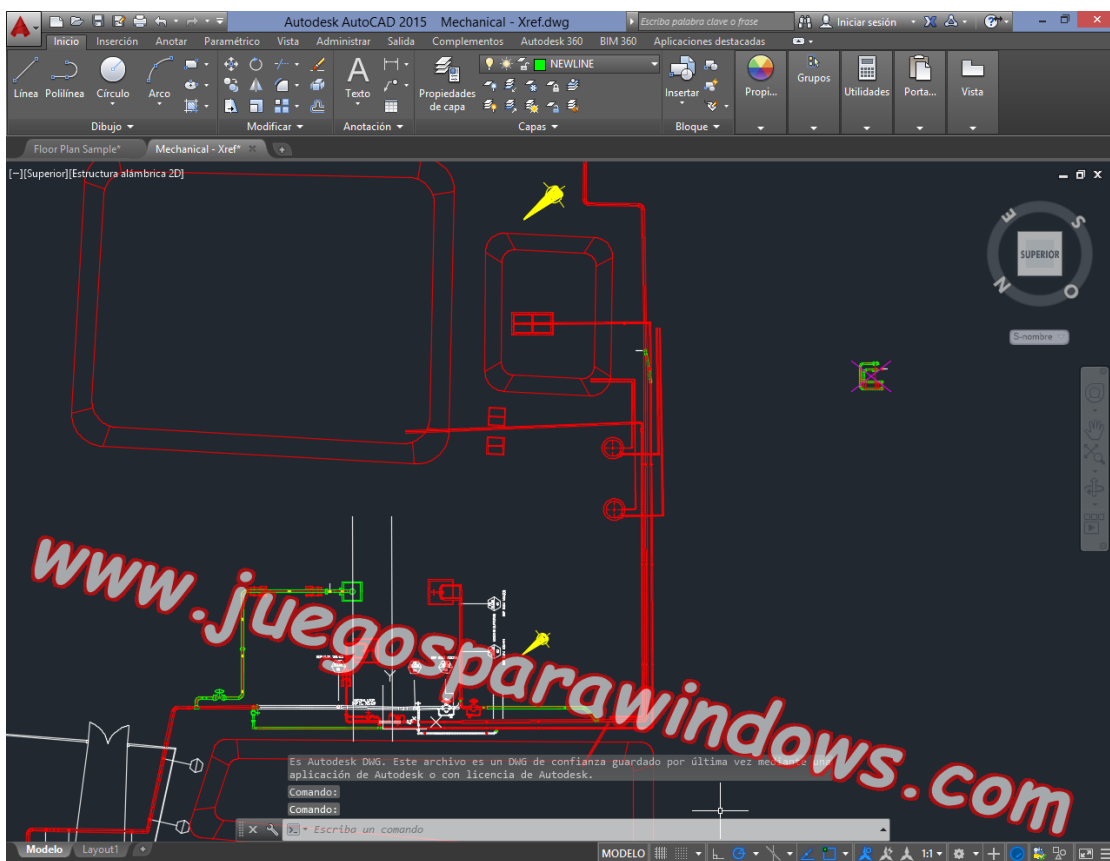 Autodesk AutoCAD 2015 Mechanical - Xref.dwg
Escriba palabra clave o frase
Iniciar sesión
Inicio Inserción Anotar Paramétrico Vista Administrar Salida Complementos Autodesk 360 BIM 360 Aplicaciones destacadas
NEWLINE
Línea Polilínea Círculo Arco
Texto
Propiedades de capa
Insertar
Propi...
Grupos
Utilidades
Porta...
Vista
Dibujo Modificar Anotación Capas Bloque
Floor Plan Sample* Mechanical - Xref*
[−][Superior][Estructura alámbrica 2D]
E
S
SUPERIOR
N
O
S-nombre
www.juegosparawindows.com
Y
X
Es Autodesk DWG. Este archivo es un DWG de confianza guardado por última vez mediante una
aplicación de Autodesk o con licencia de Autodesk.
Comando:
Comando:
Escriba un comando
Modelo Layout1
MODELO
1:1